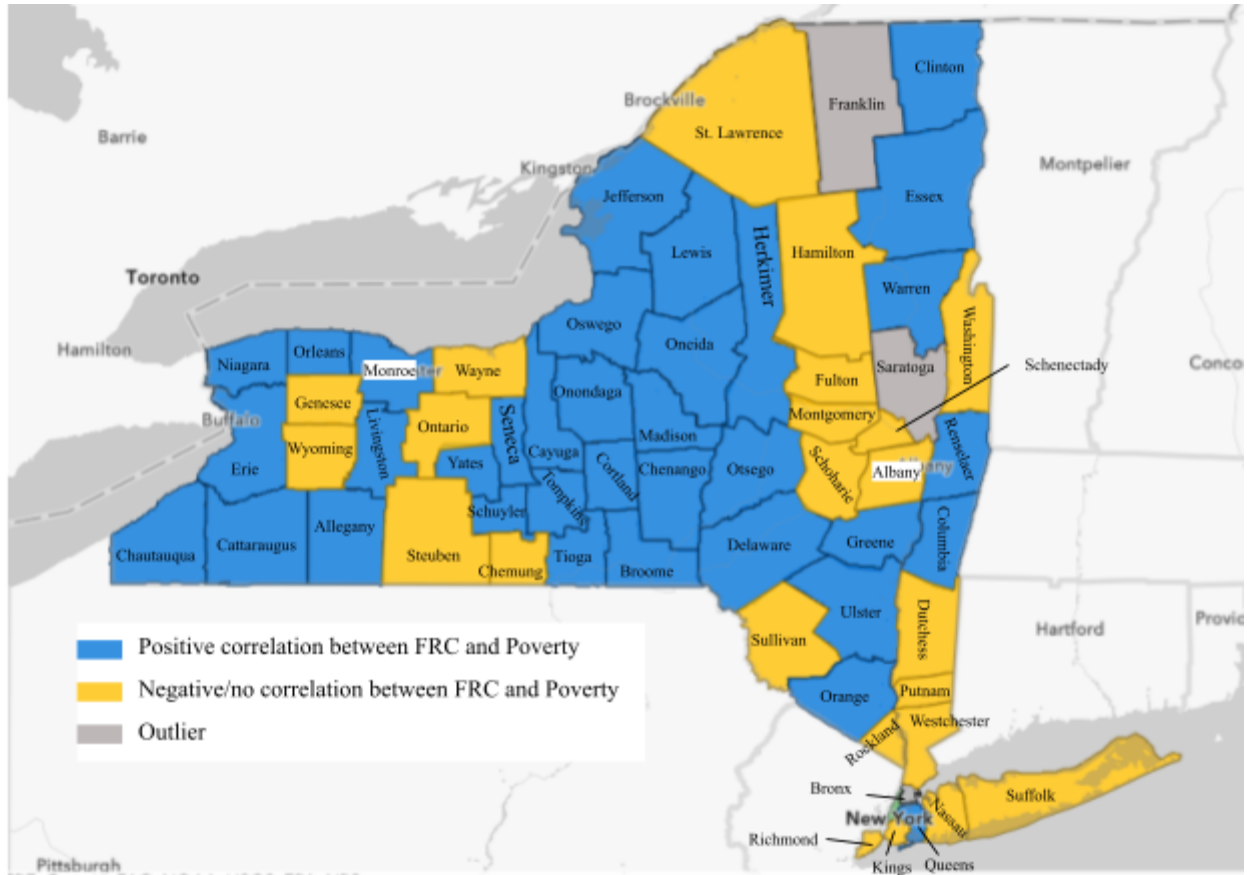 Clinton
Franklin
Brockville
St. Lawrence
Barrie
Montpelier
Kingston
Jefferson
Essex
Lewis
Herkimer
Hamilton
Toronto
Warren
Washington
Oswego
Oneida
Hamilton
Niagara
Orleans
Monroe
Wayne
Saratoga
Schenectady
Conco
Fulton
Genesee
Onondaga
Montgomery
Buffalo
Livingston
Ontario
Seneca
Madison
Renselaer
Wyoming
Cayuga
Erie
Yates
Cortland
Chenango
Otsego
Schoharie
Albany
Tompkins
Schuyler
Allegany
Columbia
Chautauqua
Cattaraugus
Steuben
Chemung
Tioga
Broome
Delaware
Greene
Ulster
Dutchess
Hartford
Provid
Sullivan
Positive correlation between FRC and Poverty
Negative/no correlation between FRC and Poverty
Outlier
Orange
Putnam
Westchester
Rockland
Bronx
Suffolk
Nassau
New York
Richmond
Kings
Queens
Pittsburgh